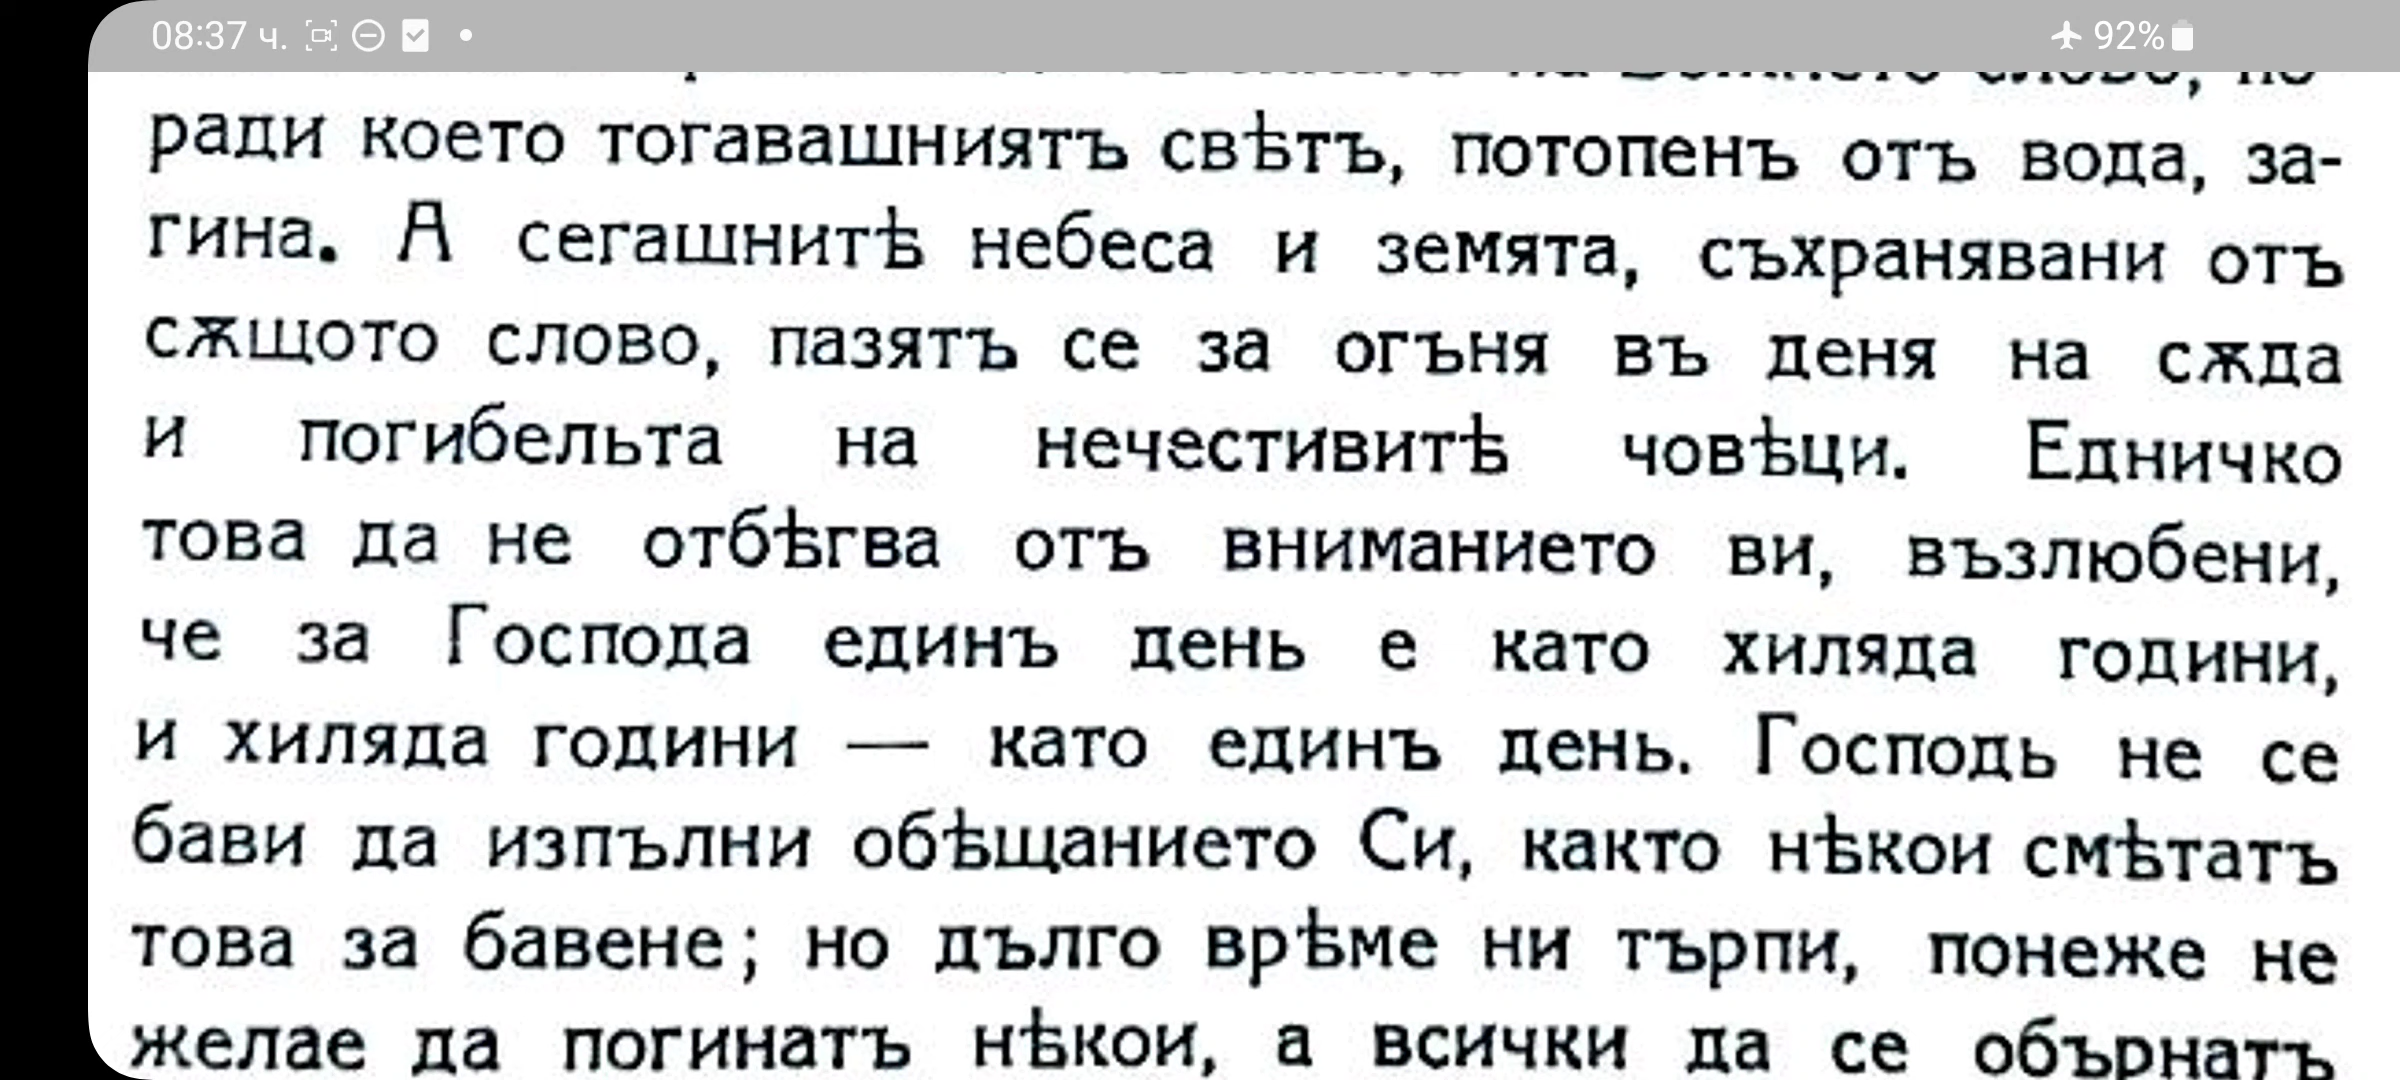 08:37 ч. 92%
на Божието слово, по-
ради което тогавашниятъ свѣтъ, потопенъ отъ вода, за-
гина. А сегашнитѣ небеса и земята, съхранявани отъ
сѫщото слово, пазятъ се за огъня въ деня на сѫда
и погибельта на нечестивитѣ човѣци. Едничко
това да не отбѣгва отъ вниманието ви, възлюбени,
че за Господа единъ день е като хиляда години,
и хиляда години — като единъ день. Господь не се
бави да изпълни обѣщанието Си, както нѣкои смѣтатъ
това за бавене; но дълго врѣме ни търпи, понеже не
желае да погинатъ нѣкои, а всички да се обърнатъ